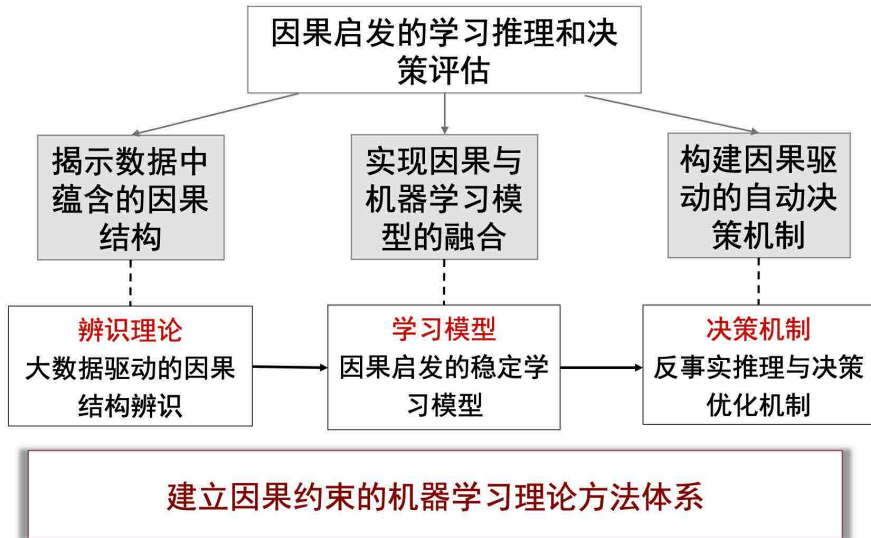 因果启发的学习推理和决
策评估
揭示数据中
蕴含的因果
结构
实现因果与
机器学习模
型的融合
构建因果驱
动的自动决
策机制
辨识理论
大数据驱动的因果
结构辨识
学习模型
因果启发的稳定学
习模型
决策机制
反事实推理与决策
优化机制
建立因果约束的机器学习理论方法体系